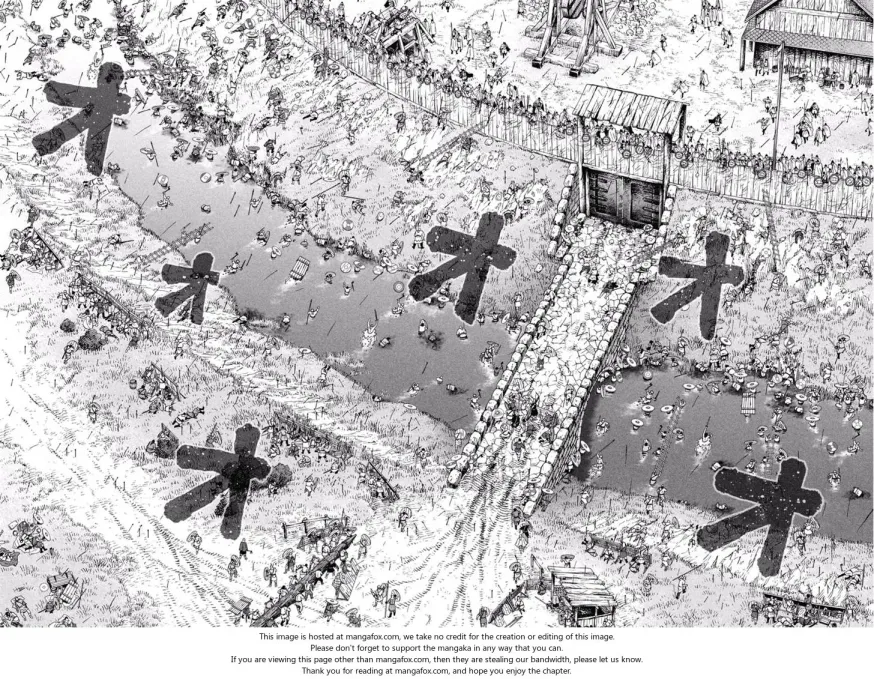 オ
オ
オ
オ
オ
オ
This image is hosted at mangafox.com, we take no credit for the creation or editing of this image.
Please don't forget to support the mangaka in any way that you can.
If you are viewing this page other than mangafox.com, then they are stealing our bandwidth, please let us know.
Thank you for reading at mangafox.com, and hope you enjoy the chapter.